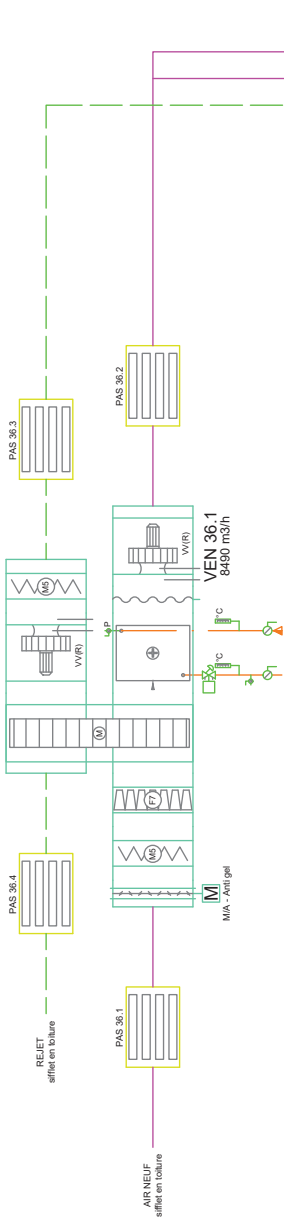 PAS 36.3
PAS 36.2
M5
VV(R)
P
°C
VV(R)
VEN 36.1
8490 m3/h
°C
M
F7
M5
M
M/A - Anti gel
PAS 36.4
PAS 36.1
REJET
sifflet en toiture
AIR NEUF
sifflet en toiture